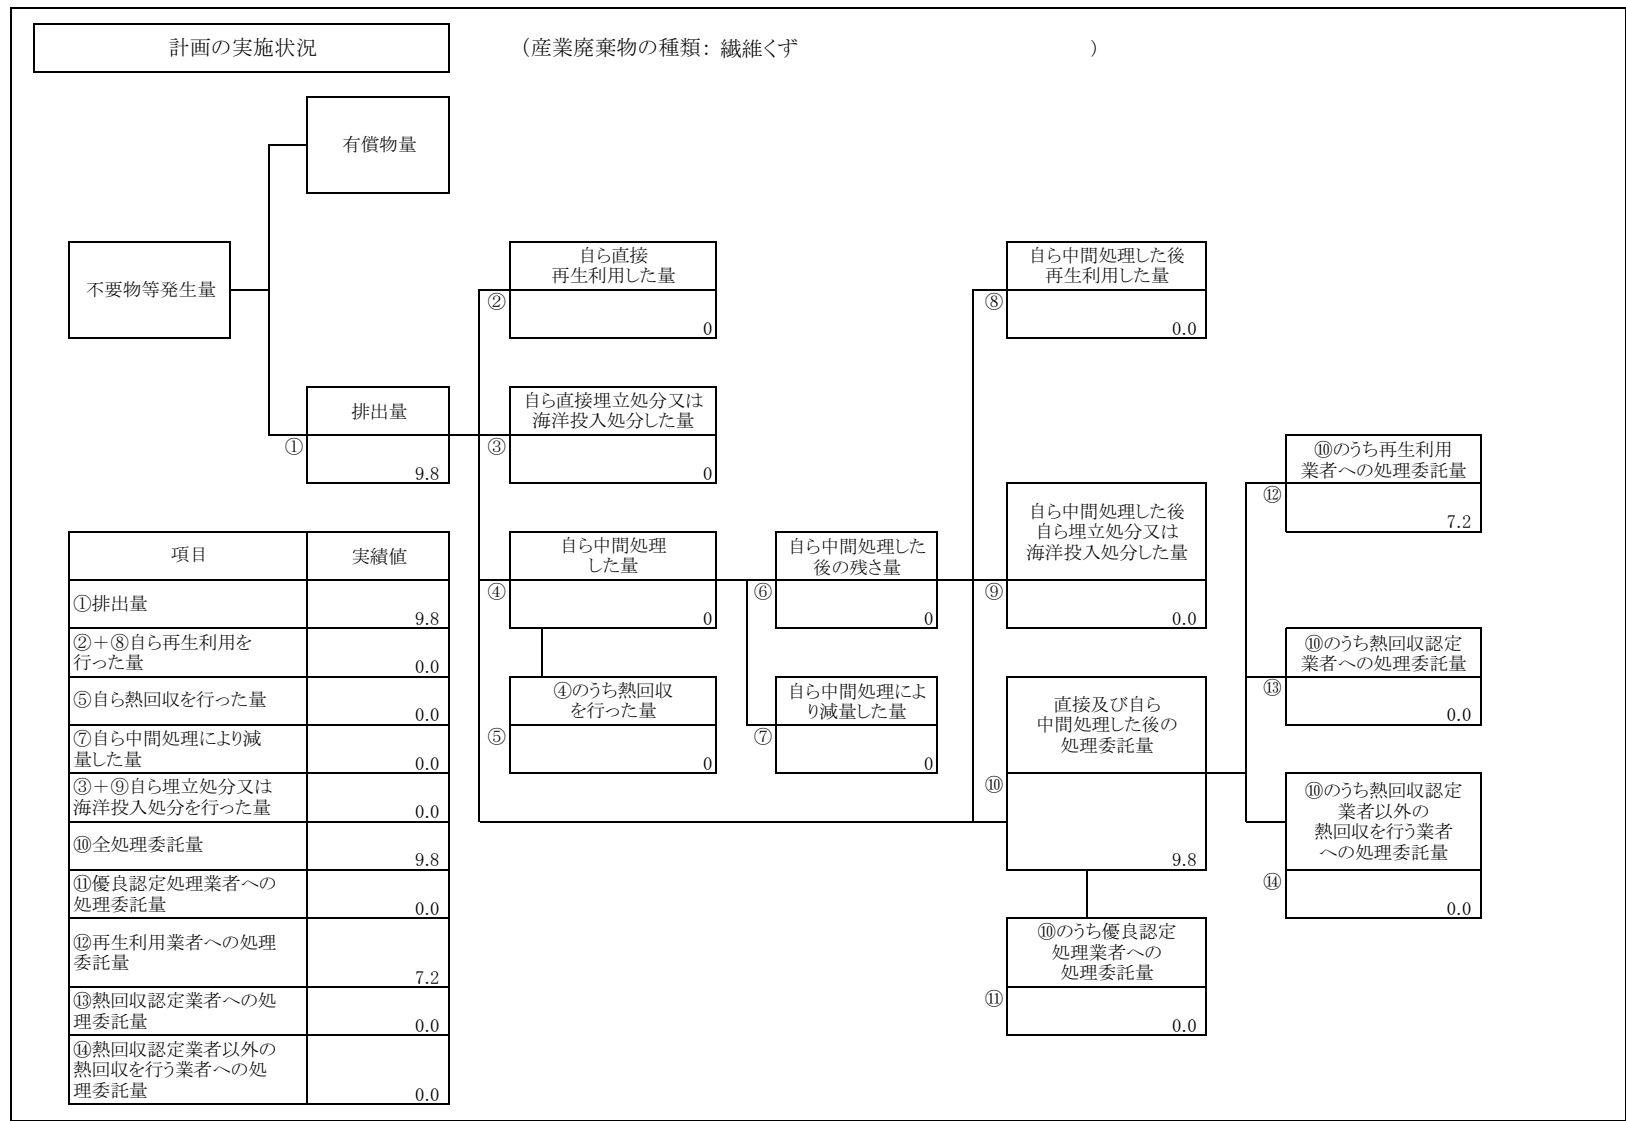 計画の実施状況
（産業廃棄物の種類： 繊維くず ）
有償物量
不要物等発生量
自ら直接
再生利用した量
②
0
自ら中間処理した後
再生利用した量
⑧
0.0
排出量
①
9.8
自ら直接埋立処分又は
海洋投入処分した量
③
0
⑩のうち再生利用
業者への処理委託量
⑫
7.2
自ら中間処理した後
自ら埋立処分又は
海洋投入処分した量
⑨
0.0
自ら中間処理
した量
④
0
自ら中間処理した
後の残さ量
⑥
0
⑩のうち熱回収認定
業者への処理委託量
⑬
0.0
④のうち熱回収
を行った量
⑤
0
自ら中間処理によ
り減量した量
⑦
0
直接及び自ら
中間処理した後の
処理委託量
⑩
9.8
⑩のうち熱回収認定
業者以外の
熱回収を行う業者
への処理委託量
⑭
0.0
⑩のうち優良認定
処理業者への
処理委託量
⑪
0.0
項目 実績値
①排出量
9.8
②＋⑧自ら再生利用を
行った量
0.0
⑤自ら熱回収を行った量
0.0
⑦自ら中間処理により減
量した量
0.0
③＋⑨自ら埋立処分又は
海洋投入処分を行った量
0.0
⑩全処理委託量
9.8
⑪優良認定処理業者への
処理委託量
0.0
⑫再生利用業者への処理
委託量
7.2
⑬熱回収認定業者への処
理委託量
0.0
⑭熱回収認定業者以外の
熱回収を行う業者への処
理委託量
0.0